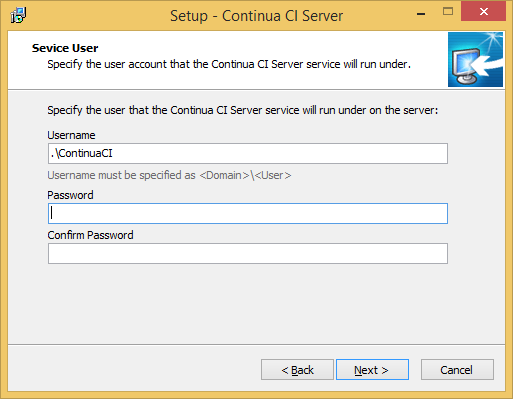 Setup - Continua CI Server
Sevice User
Specify the user account that the Continua CI Server service will run under.
Specify the user that the Continua CI Server service will run under on the server:
Username
.\ContinuaCI
Username must be specified as <Domain>\<User>
Password
Confirm Password
< Back
Next >
Cancel